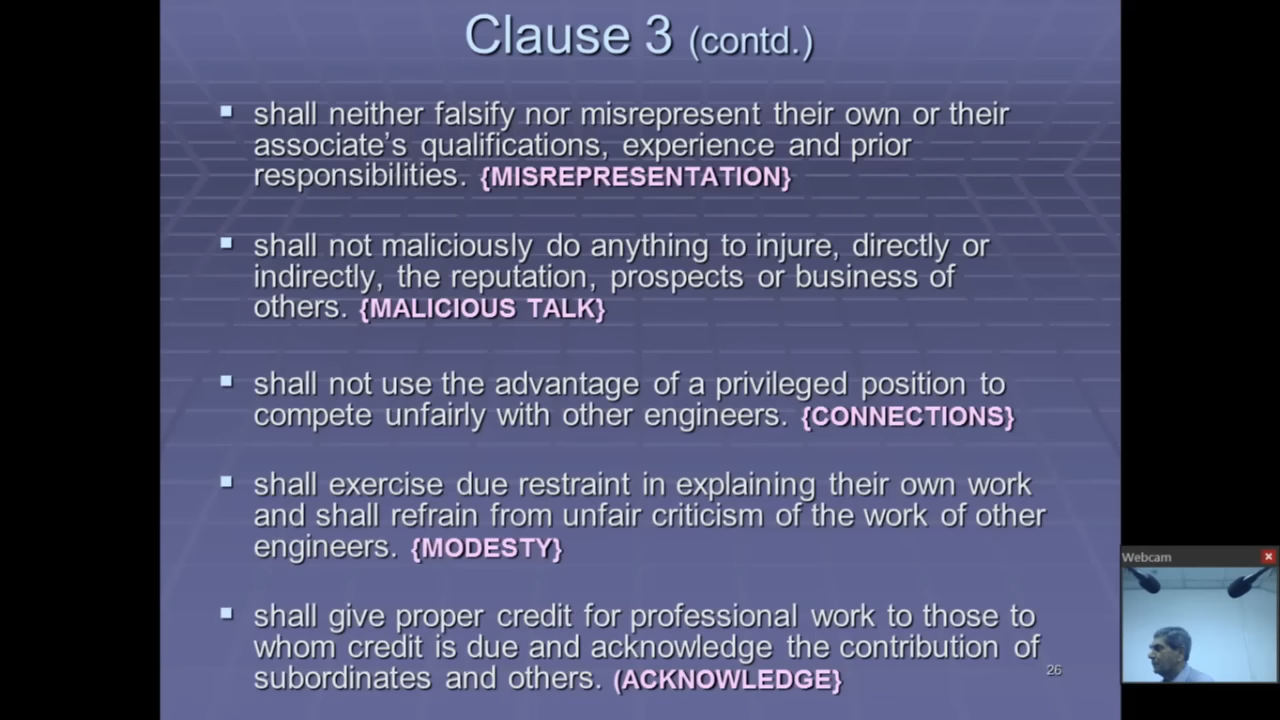 Clause 3 (contd.)
shall neither falsify nor misrepresent their own or their
associate's qualifications, experience and prior
responsibilities. {MISREPRESENTATION}
shall not maliciously do anything to injure, directly or
indirectly, the reputation, prospects or business of
others. {MALICIOUS TALK}
shall not use the advantage of a privileged position to
compete unfairly with other engineers. {CONNECTIONS}
shall exercise due restraint in explaining their own work
and shall refrain from unfair criticism of the work of other
engineers. {MODESTY}
shall give proper credit for professional work to those to
whom credit is due and acknowledge the contribution of
subordinates and others. (ACKNOWLEDGE}
26
Webcam